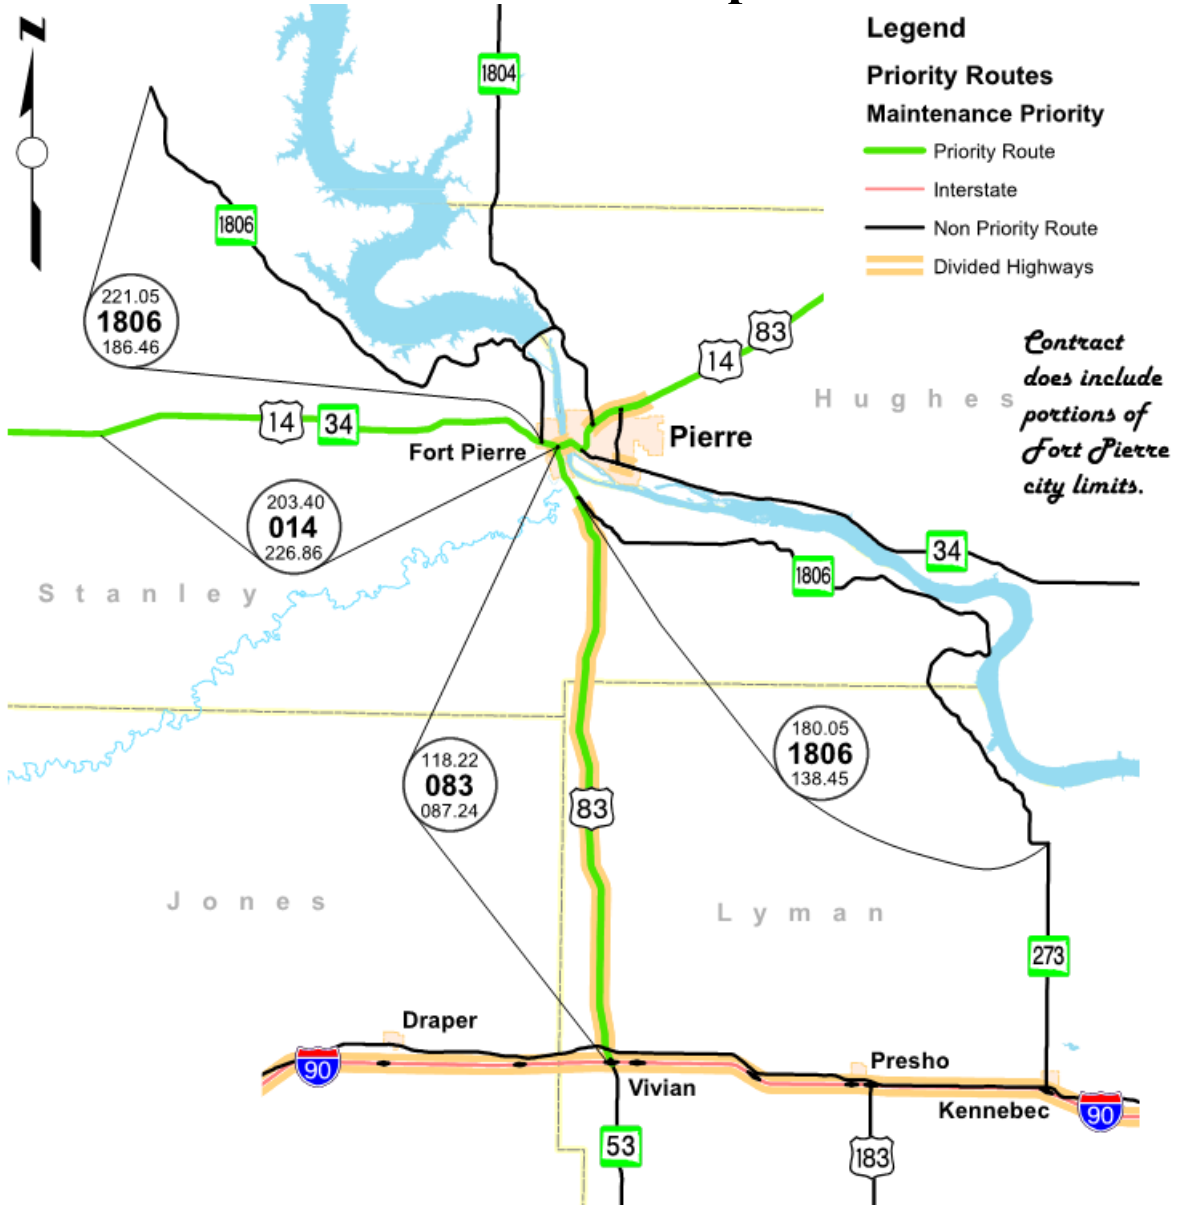 N
1804
Legend
Priority Routes
Maintenance Priority
Priority Route
Interstate
Non Priority Route
Divided Highways
1806
221.05
1806
186.46
83
14
Contract
does include
portions of
Fort Pierre
city limits.
Hughes
14
34
Fort Pierre
Pierre
203.40
014
226.86
34
1806
Stanley
118.22
083
087.24
180.05
1806
138.45
83
Jones
Lyman
273
Draper
90
Vivian
Presho
Kennebec
90
53
183